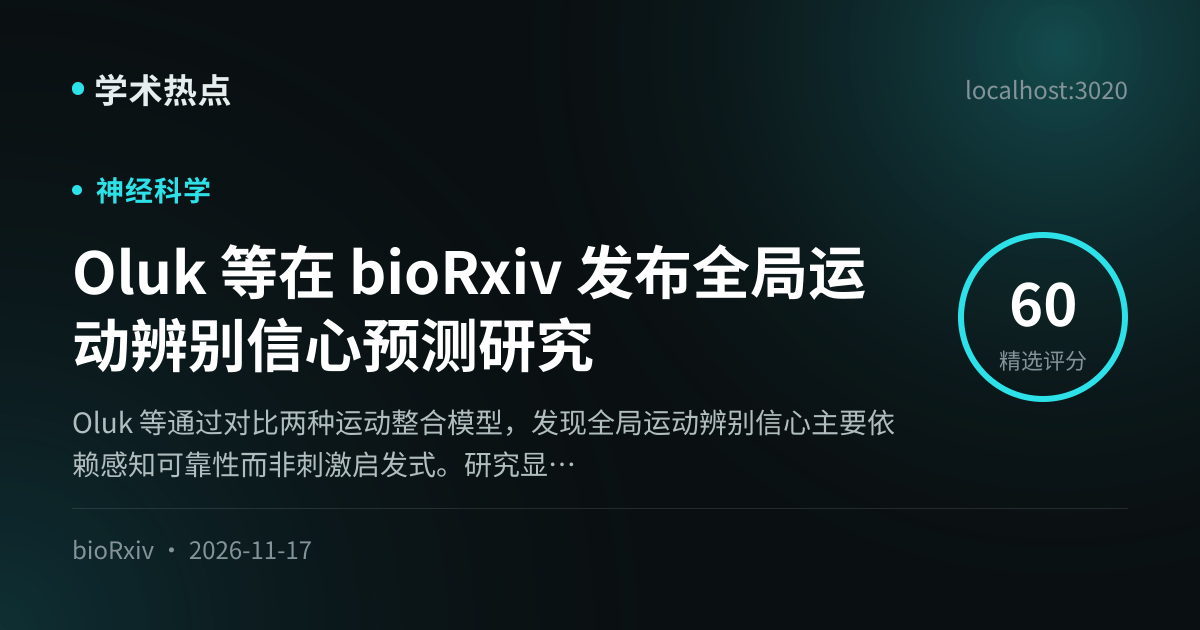 学术热点
localhost:3020
神经科学
Oluk 等在 bioRxiv 发布全局运
动辨别信心预测研究
60
精选评分
Oluk 等通过对比两种运动整合模型，发现全局运动辨别信心主要依
赖感知可靠性而非刺激启发式。研究显…
bioRxiv • 2026-11-17